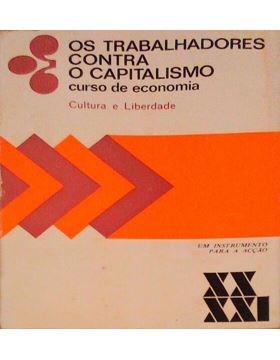 OS TRABALHADORES
CONTRA
O CAPITALISMO
curso de economia
Cultura e Liberdade
UM INSTRUMENTO
PARA A ACÇÃO
XX
XXI